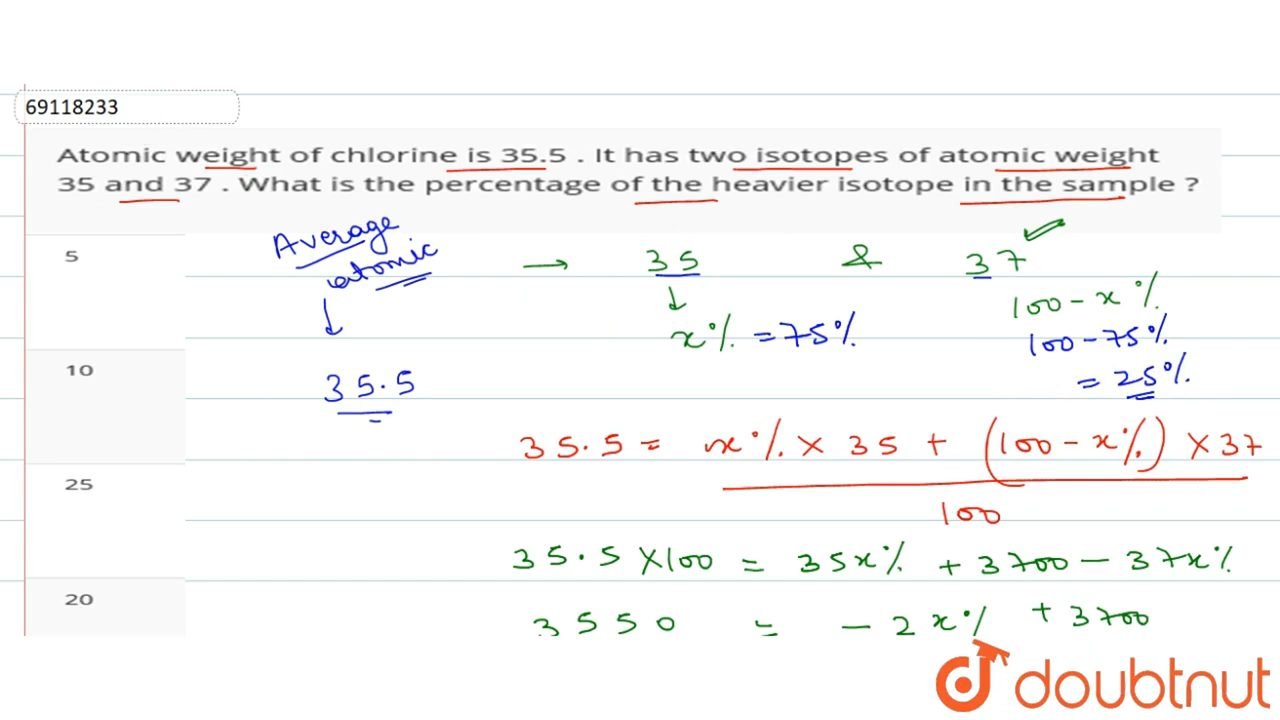 69118233
Atomic weight of chlorine is 35.5 . It has two isotopes of atomic weight
35 and 37 . What is the percentage of the heavier isotope in the sample ?
Average
atomic
↓
35.5
→ 35 & 37 ✓
↓
x% = 75%
100 - x%
100 - 75%
= 25%
5
10
25
20
35.5 = x% × 35 + (100 - x%) × 37
100
35.5 × 100 = 35x% + 3700 - 37x%
3550 = - 2x% + 3700
doubtnut